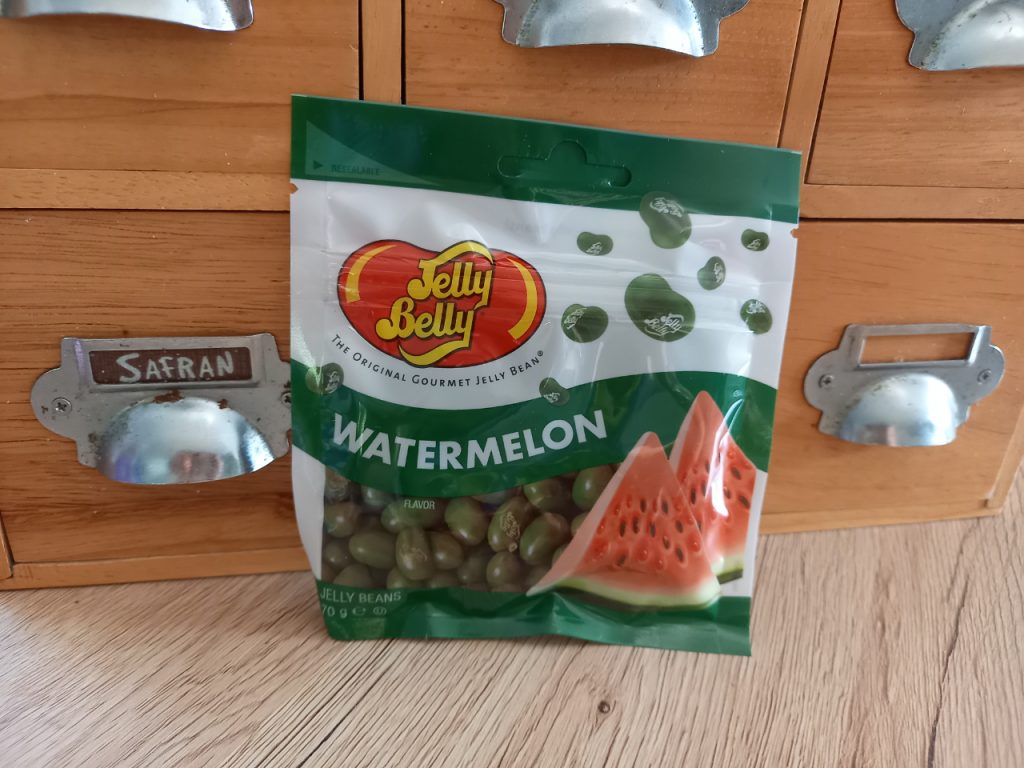 RESEALABLE
Jelly
Belly
THE ORIGINAL GOURMET JELLY BEAN®
SAFRAN
WATERMELON
FLAVOR
JELLY BEANS
70 g ℮